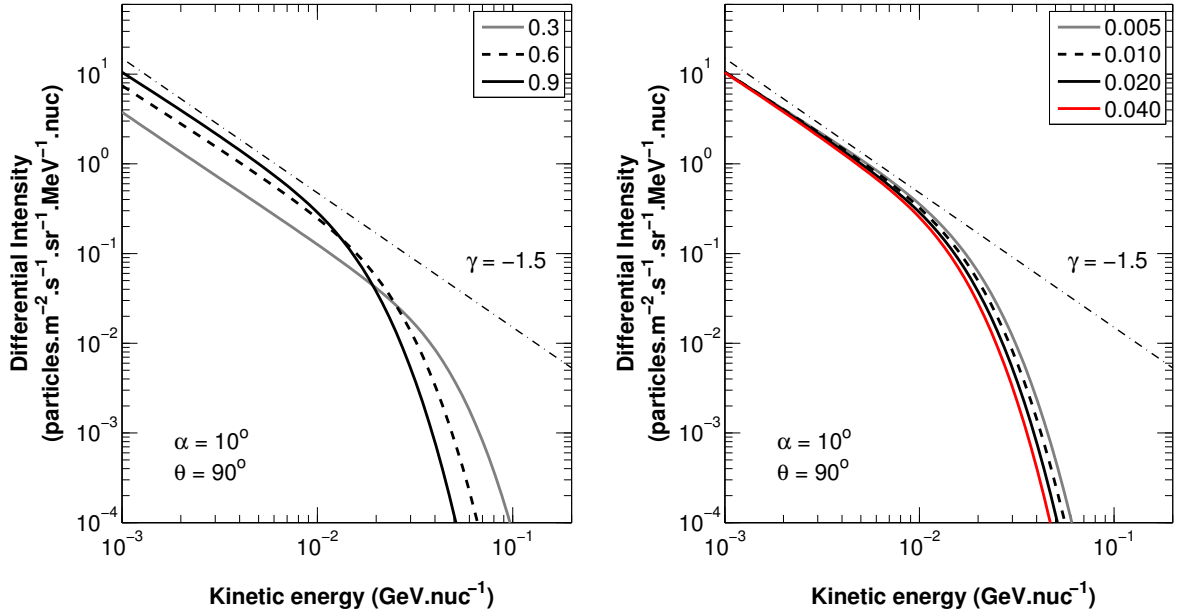 0.3
0.6
0.9
10¹
10⁰
10⁻¹
10⁻²
10⁻³
10⁻⁴
Differential Intensity
(particles.m⁻².s⁻¹.sr⁻¹.MeV⁻¹.nuc)
γ = −1.5
α = 10°
θ = 90°
10⁻³
10⁻²
10⁻¹
Kinetic energy (GeV.nuc⁻¹)
0.005
0.010
0.020
0.040
10¹
10⁰
10⁻¹
10⁻²
10⁻³
10⁻⁴
Differential Intensity
(particles.m⁻².s⁻¹.sr⁻¹.MeV⁻¹.nuc)
γ = −1.5
α = 10°
θ = 90°
10⁻³
10⁻²
10⁻¹
Kinetic energy (GeV.nuc⁻¹)